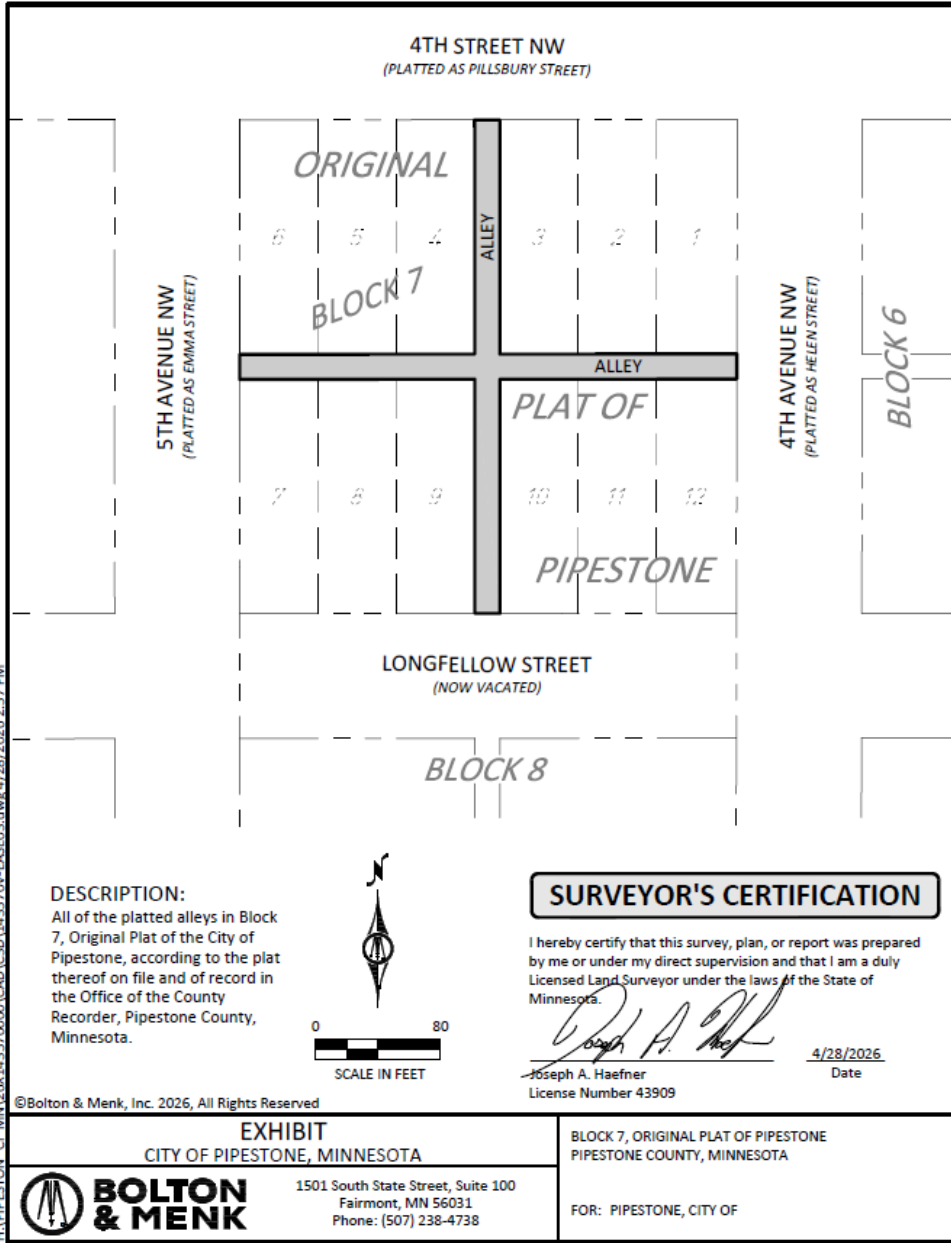 4TH STREET NW
(PLATTED AS PILLSBURY STREET)
ORIGINAL
6
5
4
ALLEY
3
2
1
BLOCK 7
5TH AVENUE NW
(PLATTED AS EMMA STREET)
4TH AVENUE NW
(PLATTED AS HELEN STREET)
BLOCK 6
ALLEY
PLAT OF
7
8
9
10
11
12
PIPESTONE
LONGFELLOW STREET
(NOW VACATED)
BLOCK 8
DESCRIPTION:
All of the platted alleys in Block
7, Original Plat of the City of
Pipestone, according to the plat
thereof on file and of record in
the Office of the County
Recorder, Pipestone County,
Minnesota.
N
0 80
SCALE IN FEET
SURVEYOR'S CERTIFICATION
I hereby certify that this survey, plan, or report was prepared
by me or under my direct supervision and that I am a duly
Licensed Land Surveyor under the laws of the State of
Minnesota.
Joseph A. Haefner
4/28/2026
Date
License Number 43909
©Bolton & Menk, Inc. 2026, All Rights Reserved
EXHIBIT
CITY OF PIPESTONE, MINNESOTA
BOLTON
& MENK
1501 South State Street, Suite 100
Fairmont, MN 56031
Phone: (507) 238-4738
BLOCK 7, ORIGINAL PLAT OF PIPESTONE
PIPESTONE COUNTY, MINNESOTA
FOR: PIPESTONE, CITY OF